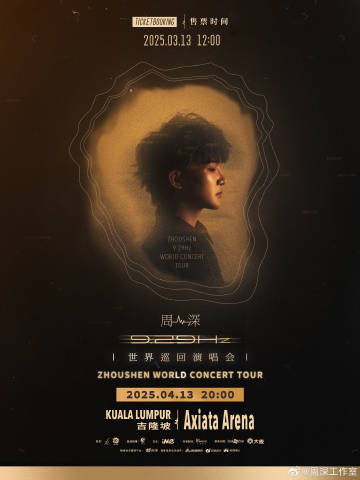 TICKETBOOKING 售票时间
2025.03.13 12:00
ZHOUSHEN
9.29Hz
WORLD CONCERT
TOUR
周 深
9.29Hz
世界巡回演唱会
ZHOUSHEN WORLD CONCERT TOUR
2025.04.13 20:00
KUALA LUMPUR
吉隆坡
Axiata Arena
@周深工作室